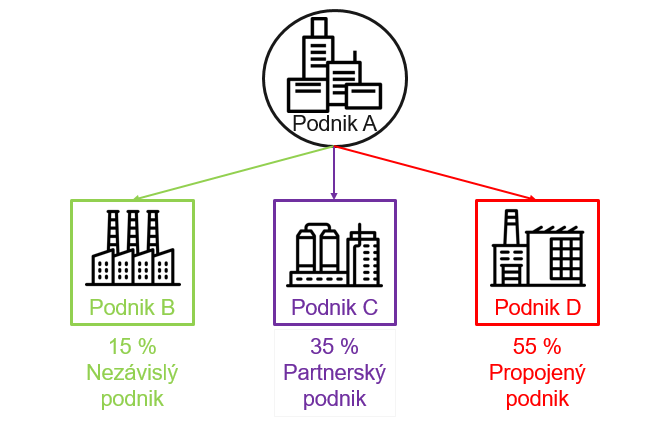 Podnik A
Podnik B
Podnik C
Podnik D
15 %
Nezávislý
podnik
35 %
Partnerský
podnik
55 %
Propojený
podnik